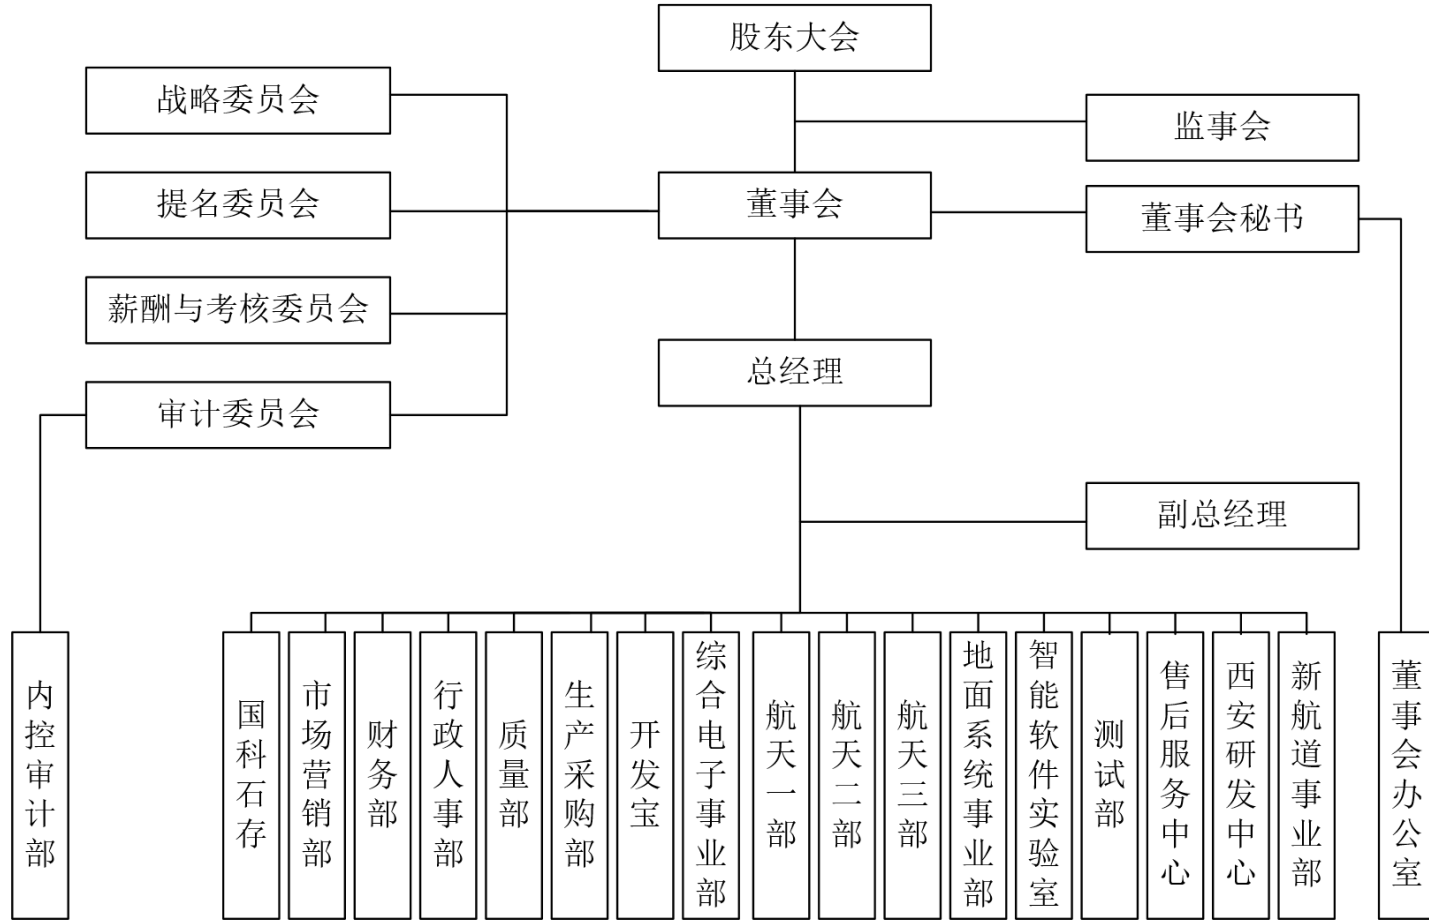 股东大会
战略委员会
监事会
提名委员会
董事会
董事会秘书
薪酬与考核委员会
总经理
审计委员会
副总经理
内控审计部
国科石存
市场营销部
财务部
行政人事部
质量部
生产采购部
开发宝
综合电子事业部
航天一部
航天二部
航天三部
地面系统事业部
智能软件实验室
测试部
售后服务中心
西安研发中心
新航道事业部
董事会办公室